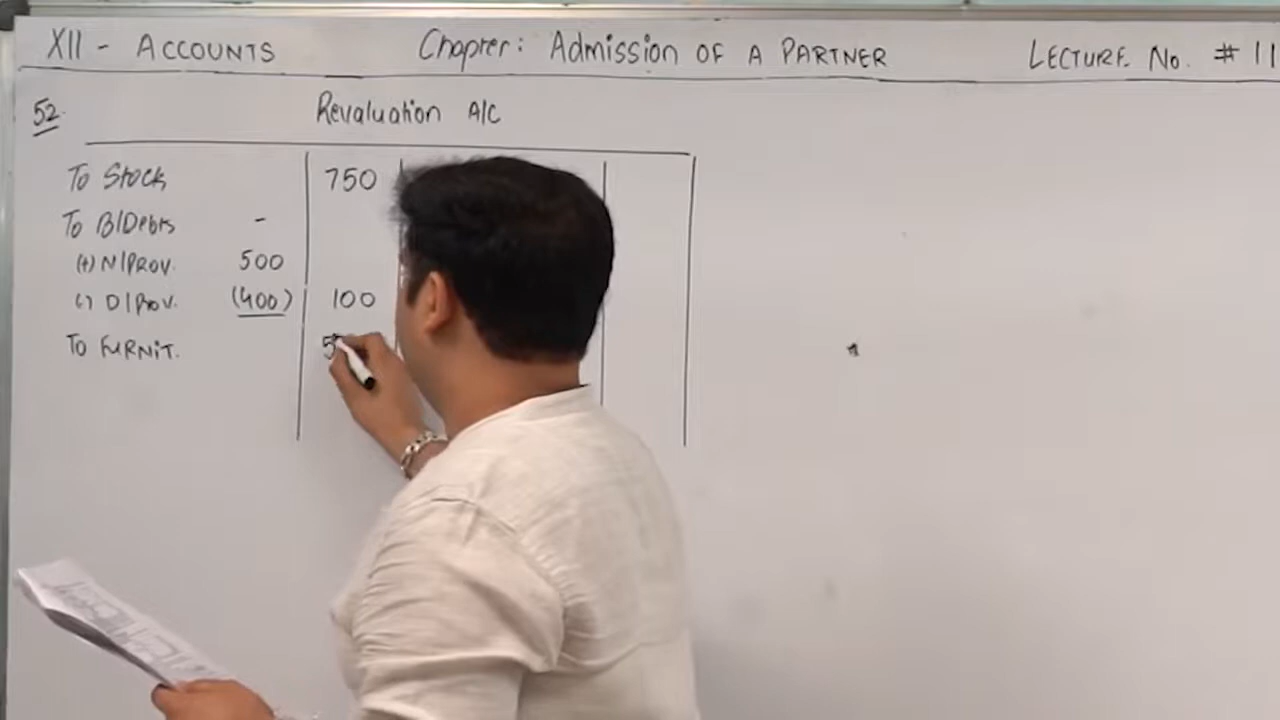 XII - ACCOUNTS Chapter: Admission OF A PARTNER LECTURE No. # 11
52. Revaluation A/C
To Stock 750
To B/Debts -
(+) N/PROV. 500
(-) O/Prov. (400) 100
To FURNIT. 5